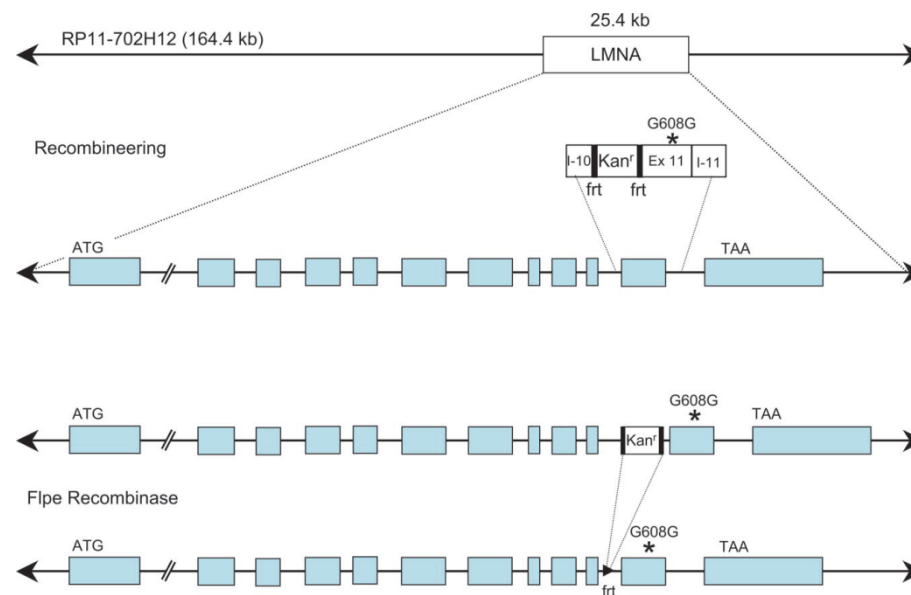 25.4 kb
RP11-702H12 (164.4 kb)
LMNA
G608G
*
Recombineering
I-10 Kanʳ Ex 11 I-11
frt frt
ATG TAA
G608G
*
ATG TAA
Kanʳ
Flpe Recombinase
G608G
*
ATG TAA
frt